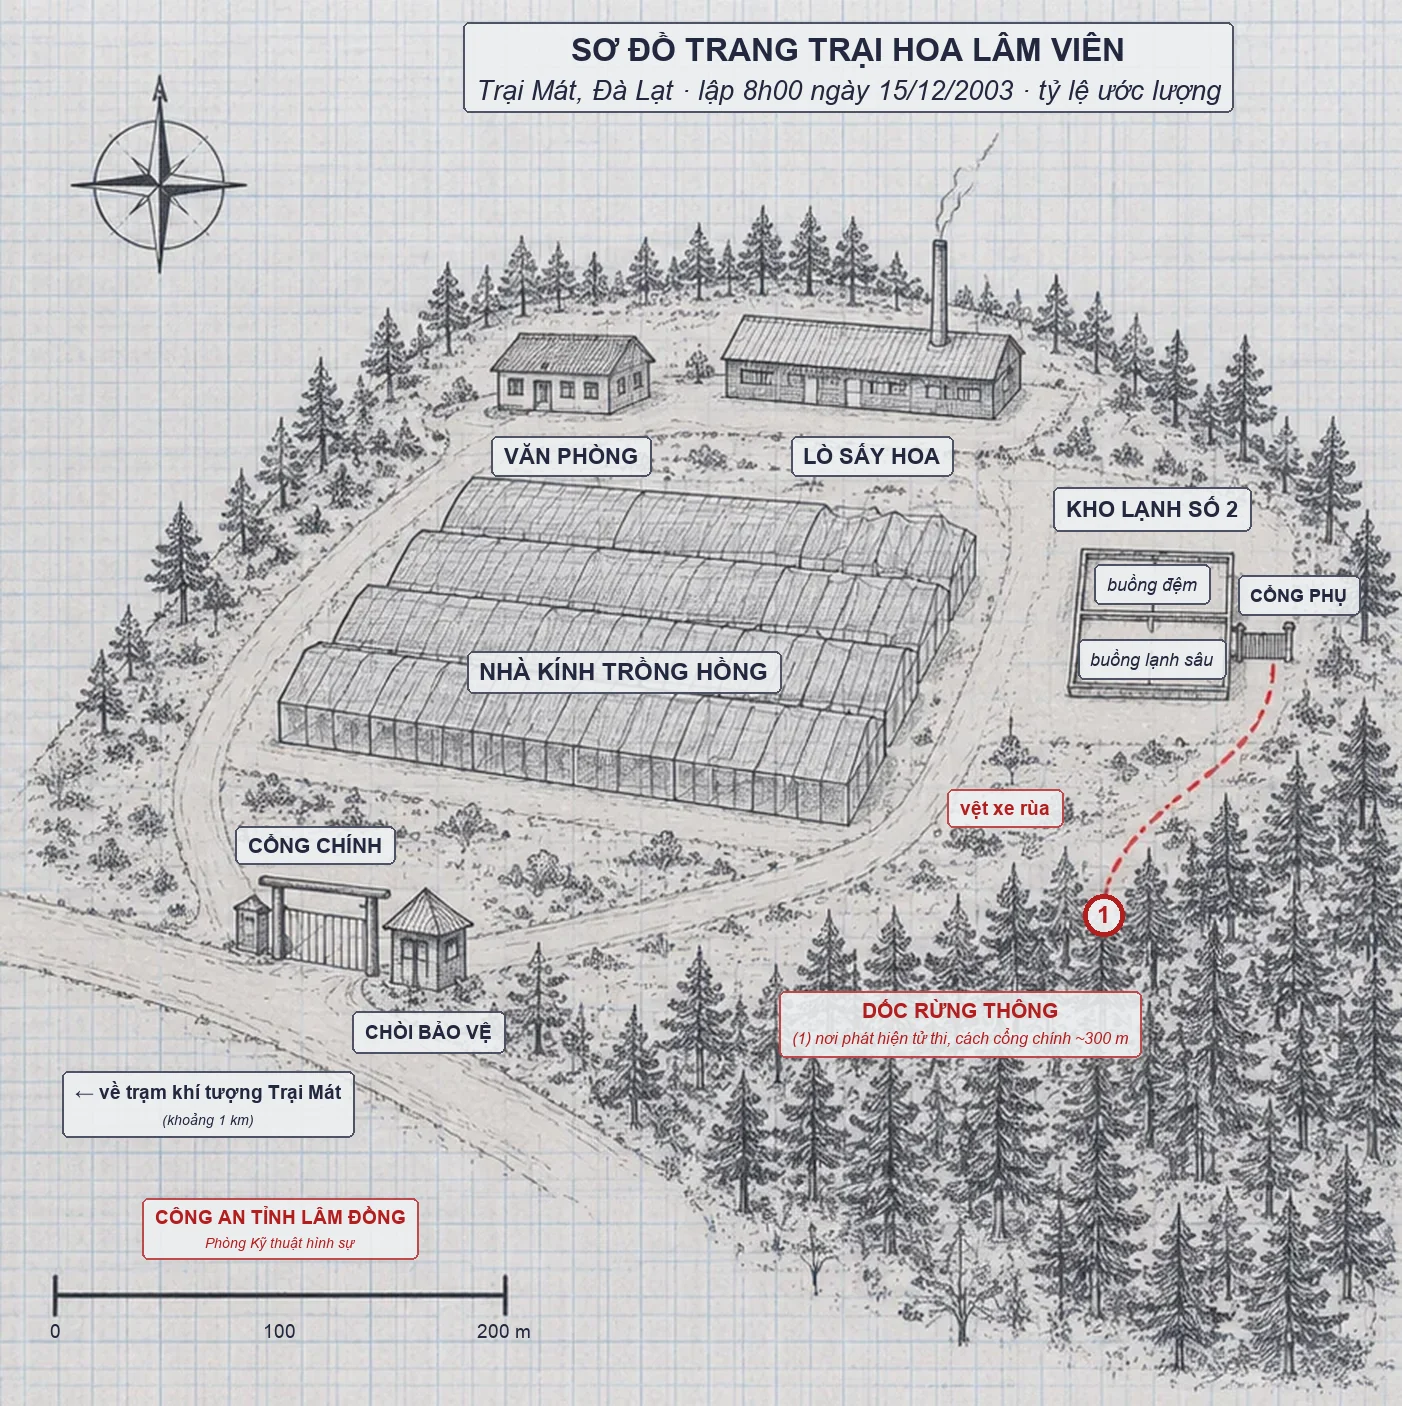 SƠ ĐỒ TRANG TRẠI HOA LÂM VIÊN
Trại Mát, Đà Lạt · lập 8h00 ngày 15/12/2003 · tỷ lệ ước lượng
A
VĂN PHÒNG
LÒ SẤY HOA
KHO LẠNH SỐ 2
buồng đệm
CỔNG PHỤ
buồng lạnh sâu
NHÀ KÍNH TRỒNG HỒNG
vệt xe rùa
CỔNG CHÍNH
1
DỐC RỪNG THÔNG
(1) nơi phát hiện tử thi, cách cổng chính ~300 m
CHÒI BẢO VỆ
← về trạm khí tượng Trại Mát
(khoảng 1 km)
CÔNG AN TỈNH LÂM ĐỒNG
Phòng Kỹ thuật hình sự
0 100 200 m